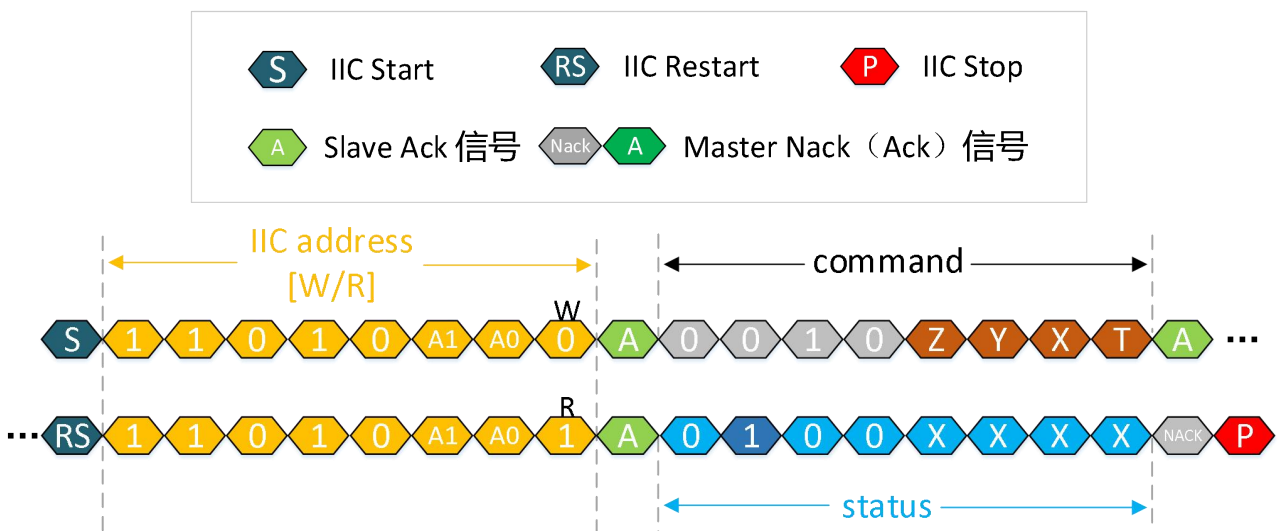 S IIC Start RS IIC Restart P IIC Stop
A Slave Ack 信号 Nack A Master Nack（Ack）信号
IIC address
[W/R]
command
W
S 1 1 0 1 0 A1 A0 0 A 0 0 1 0 Z Y X T A ...
R
... RS 1 1 0 1 0 A1 A0 1 A 0 1 0 0 X X X X NACK P
status